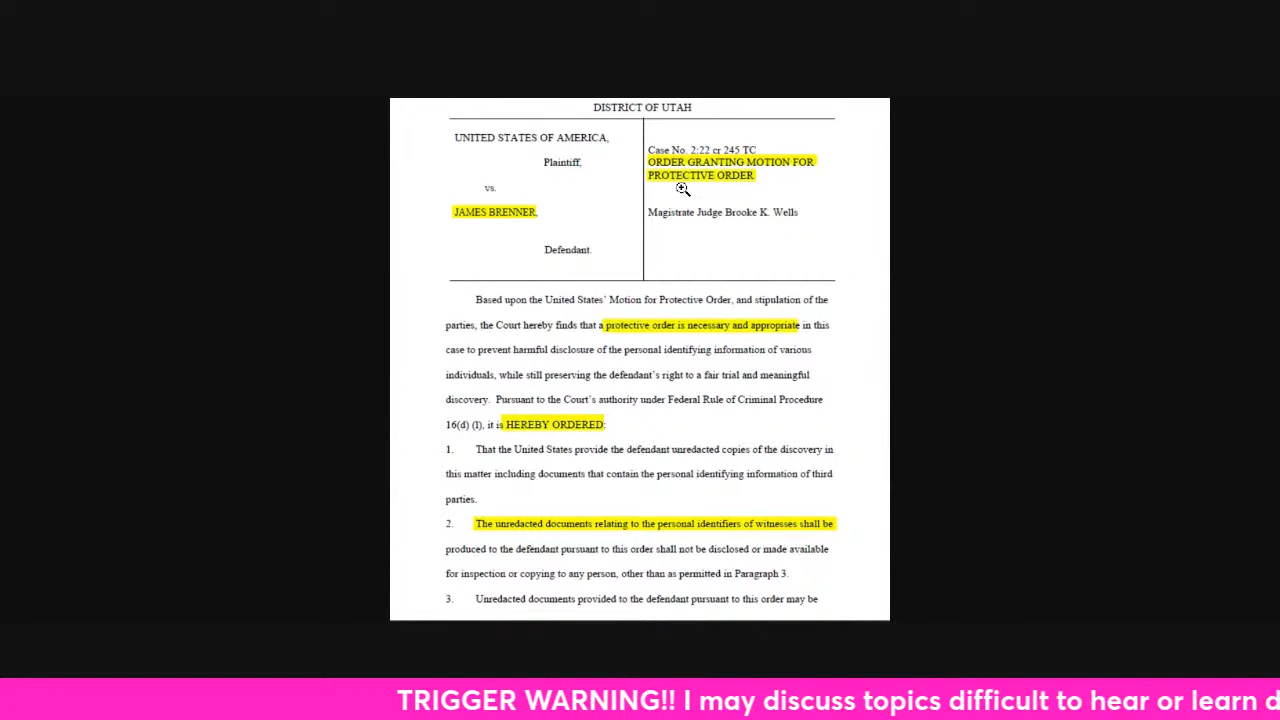 DISTRICT OF UTAH
UNITED STATES OF AMERICA,
Plaintiff,
vs.
JAMES BRENNER,
Defendant.
Case No. 2:22 cr 245 TC
ORDER GRANTING MOTION FOR
PROTECTIVE ORDER
Magistrate Judge Brooke K. Wells
Based upon the United States’ Motion for Protective Order, and stipulation of the
parties, the Court hereby finds that a protective order is necessary and appropriate in this
case to prevent harmful disclosure of the personal identifying information of various
individuals, while still preserving the defendant’s right to a fair trial and meaningful
discovery. Pursuant to the Court’s authority under Federal Rule of Criminal Procedure
16(d) (l), it is HEREBY ORDERED:
1. That the United States provide the defendant unredacted copies of the discovery in
this matter including documents that contain the personal identifying information of third
parties.
2. The unredacted documents relating to the personal identifiers of witnesses shall be
produced to the defendant pursuant to this order shall not be disclosed or made available
for inspection or copying to any person, other than as permitted in Paragraph 3.
3. Unredacted documents provided to the defendant pursuant to this order may be
TRIGGER WARNING!! I may discuss topics difficult to hear or learn